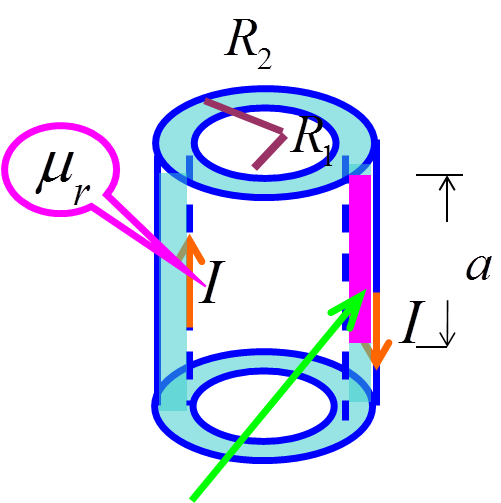 R₂
R₁
μᵣ
I
a
I